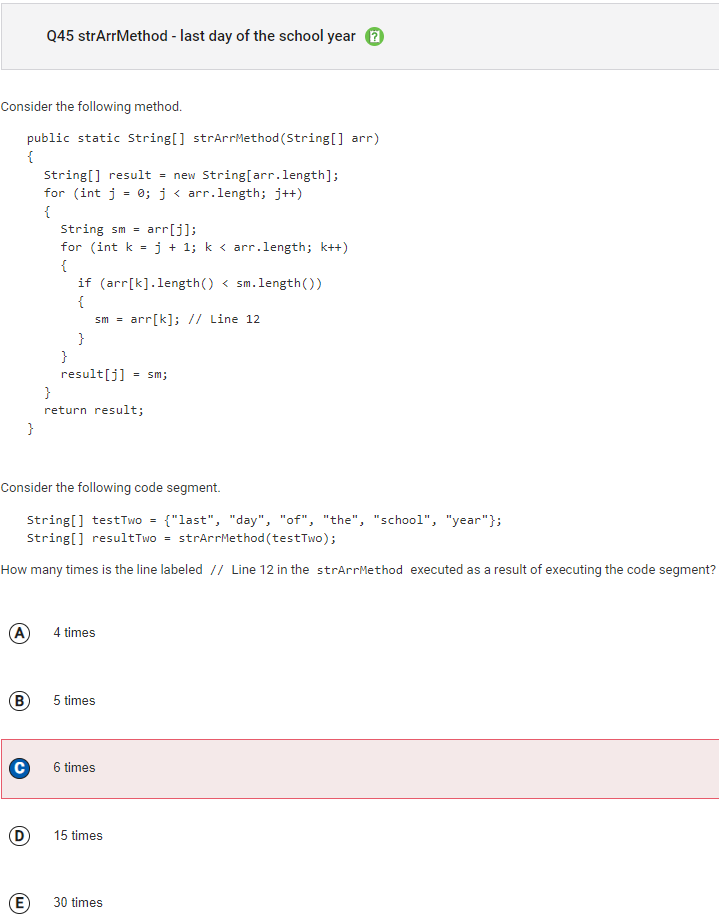 Q45 strArrMethod - last day of the school year
Consider the following method.
public static String[] strArrMethod(String[] arr)
{
String[] result = new String[arr.length];
for (int j = 0; j < arr.length; j++)
{
String sm = arr[j];
for (int k = j + 1; k < arr.length; k++)
{
if (arr[k].length() < sm.length())
{
sm = arr[k]; // Line 12
}
}
result[j] = sm;
}
return result;
}
Consider the following code segment.
String[] testTwo = {"last", "day", "of", "the", "school", "year"};
String[] resultTwo = strArrMethod(testTwo);
How many times is the line labeled // Line 12 in the strArrMethod executed as a result of executing the code segment?
A 4 times
B 5 times
C 6 times
D 15 times
E 30 times